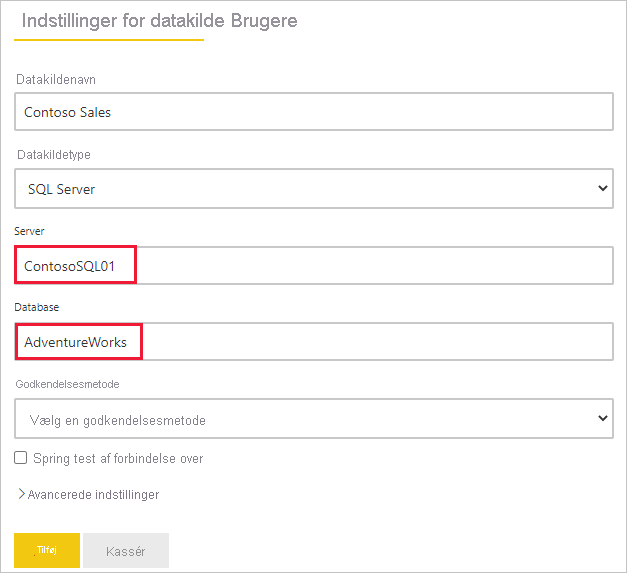 Indstillinger for datakilde Brugere
Datakildenavn
Contoso Sales
Datakildetype
SQL Server
Server
ContosoSQL01
Database
AdventureWorks
Godkendelsesmetode
Vælg en godkendelsesmetode
Spring test af forbindelse over
Avancerede indstillinger
Tilføj Kassér